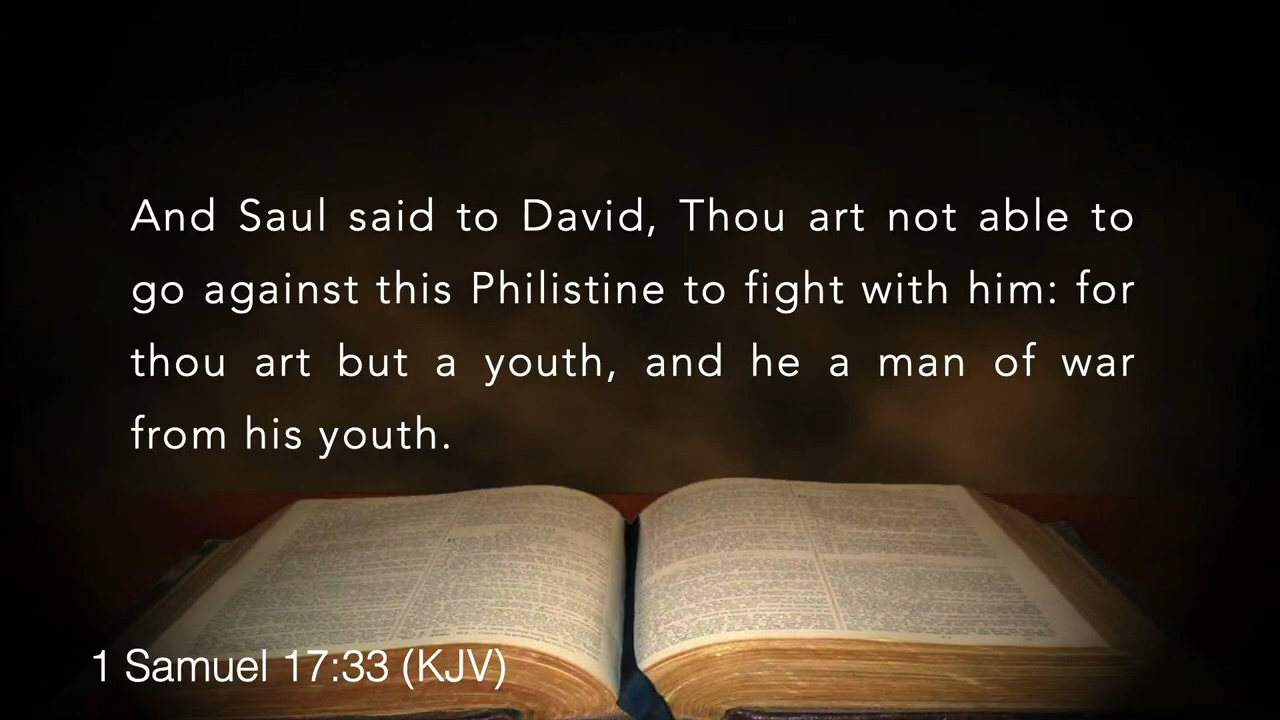 And Saul said to David, Thou art not able to
go against this Philistine to fight with him: for
thou art but a youth, and he a man of war
from his youth.
1 Samuel 17:33 (KJV)